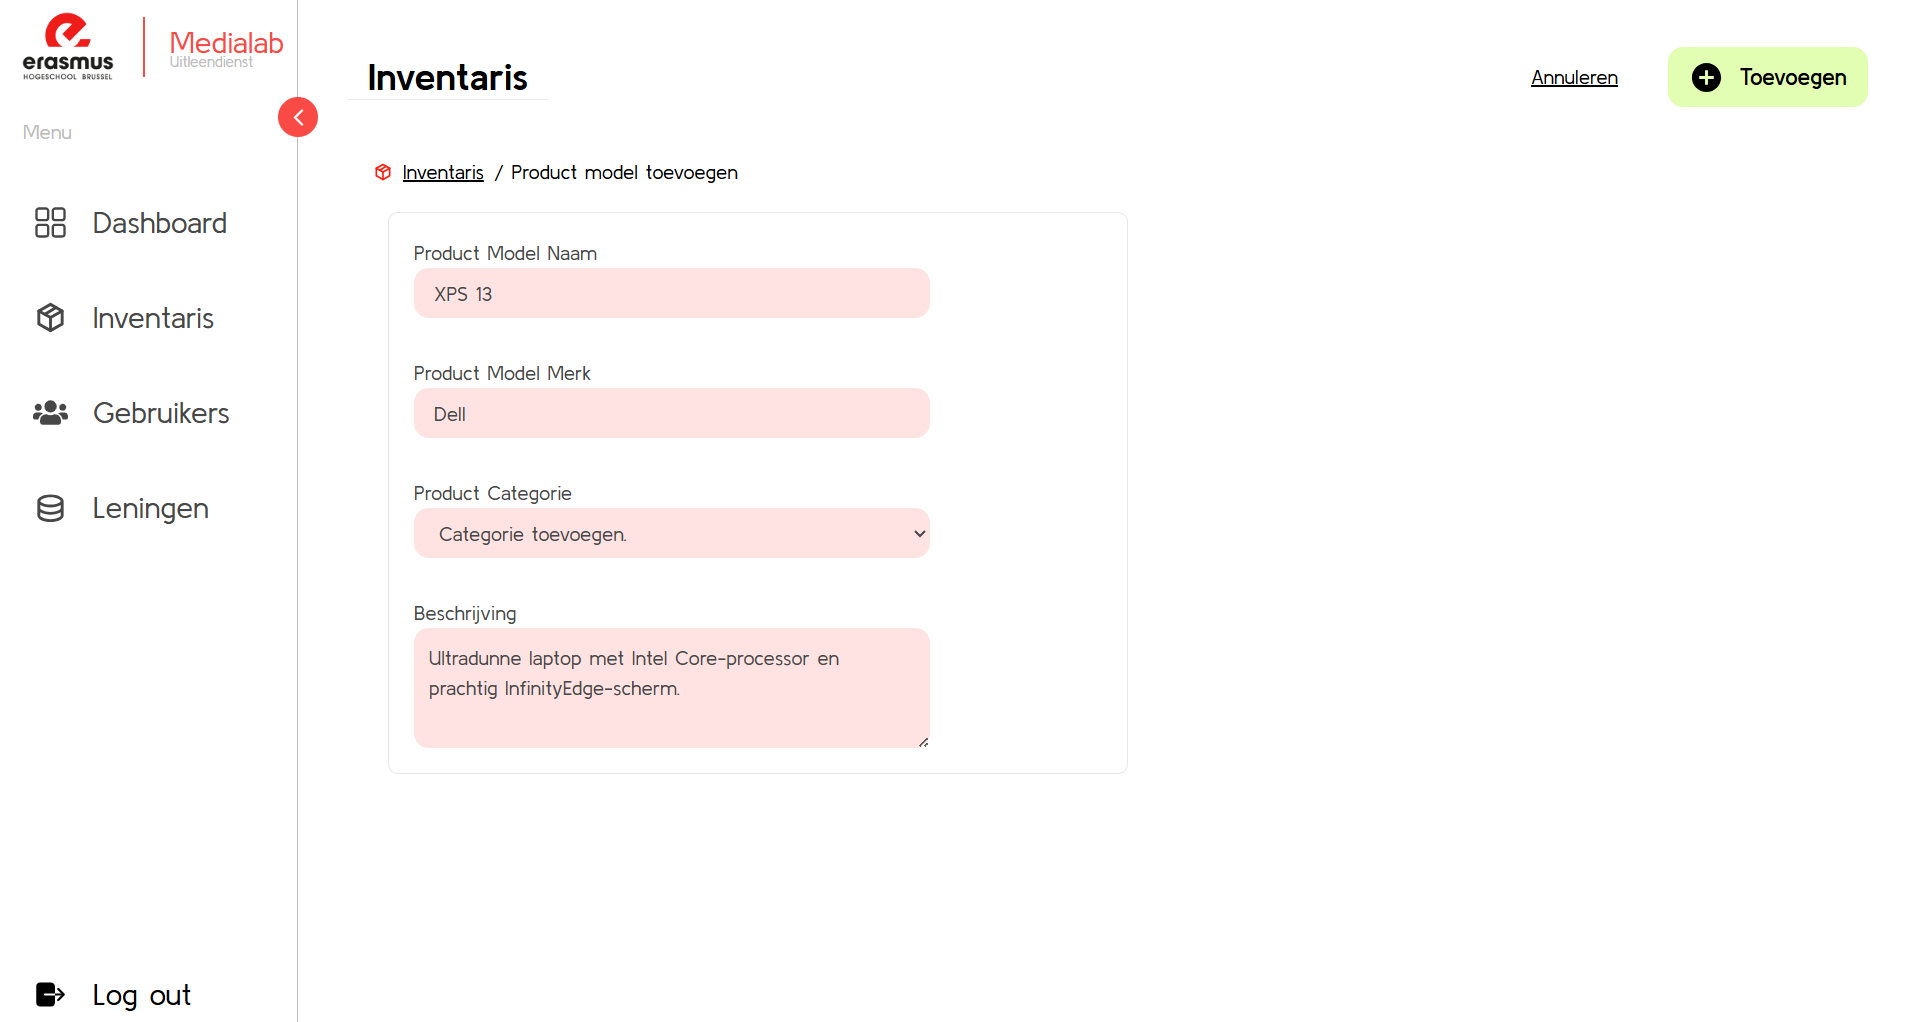 erasmus
HOGESCHOOL BRUSSEL
Medialab
Uitleendienst
Menu
Dashboard
Inventaris
Gebruikers
Leningen
Log out
Inventaris
Annuleren
Toevoegen
Inventaris / Product model toevoegen
Product Model Naam
XPS 13
Product Model Merk
Dell
Product Categorie
Categorie toevoegen.
Beschrijving
Ultradunne laptop met Intel Core-processor en
prachtig InfinityEdge-scherm.